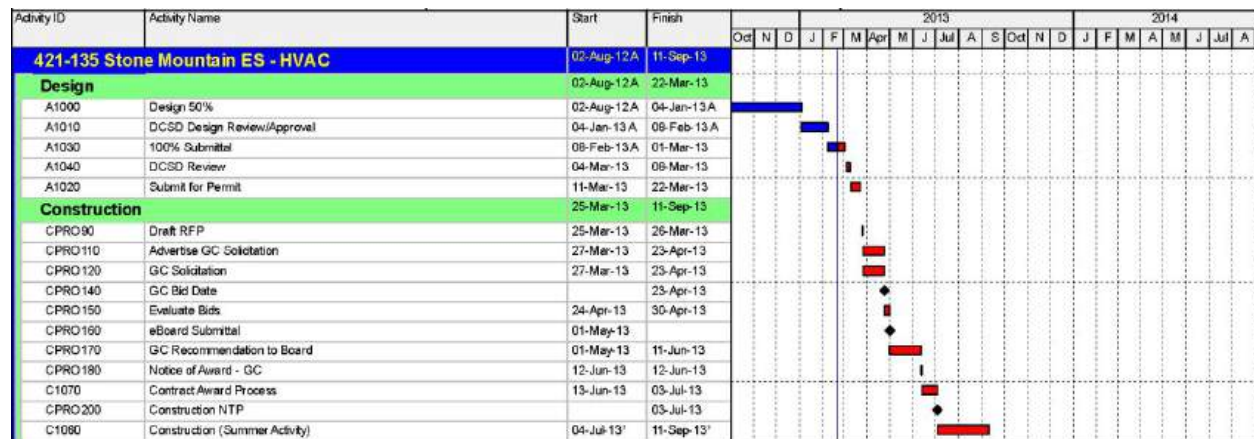 Activity ID Activity Name Start Finish 2013 2014
Oct N D J F M Apr M J Jul A S Oct N D J F M A M J Jul A
421-135 Stone Mountain ES - HVAC 02-Aug-12A 11-Sep-13
Design 02-Aug-12A 22-Mar-13
A1000 Design 50% 02-Aug-12A 04-Jan-13A
A1010 DCSD Design Review/Approval 04-Jan-13A 08-Feb-13A
A1030 100% Submittal 08-Feb-13A 01-Mar-13
A1040 DCSD Review 04-Mar-13 08-Mar-13
A1020 Submit for Permit 11-Mar-13 22-Mar-13
Construction 25-Mar-13 11-Sep-13
CPRO90 Draft RFP 25-Mar-13 26-Mar-13
CPRO110 Advertise GC Solicitation 27-Mar-13 23-Apr-13
CPRO120 GC Solicitation 27-Mar-13 23-Apr-13
CPRO140 GC Bid Date 23-Apr-13
CPRO150 Evaluate Bids 24-Apr-13 30-Apr-13
CPRO160 eBoard Submittal 01-May-13
CPRO170 GC Recommendation to Board 01-May-13 11-Jun-13
CPRO180 Notice of Award - GC 12-Jun-13 12-Jun-13
C1070 Contract Award Process 13-Jun-13 03-Jul-13
CPRO200 Construction NTP 03-Jul-13
C1060 Construction (Summer Activity) 04-Jul-13* 11-Sep-13*